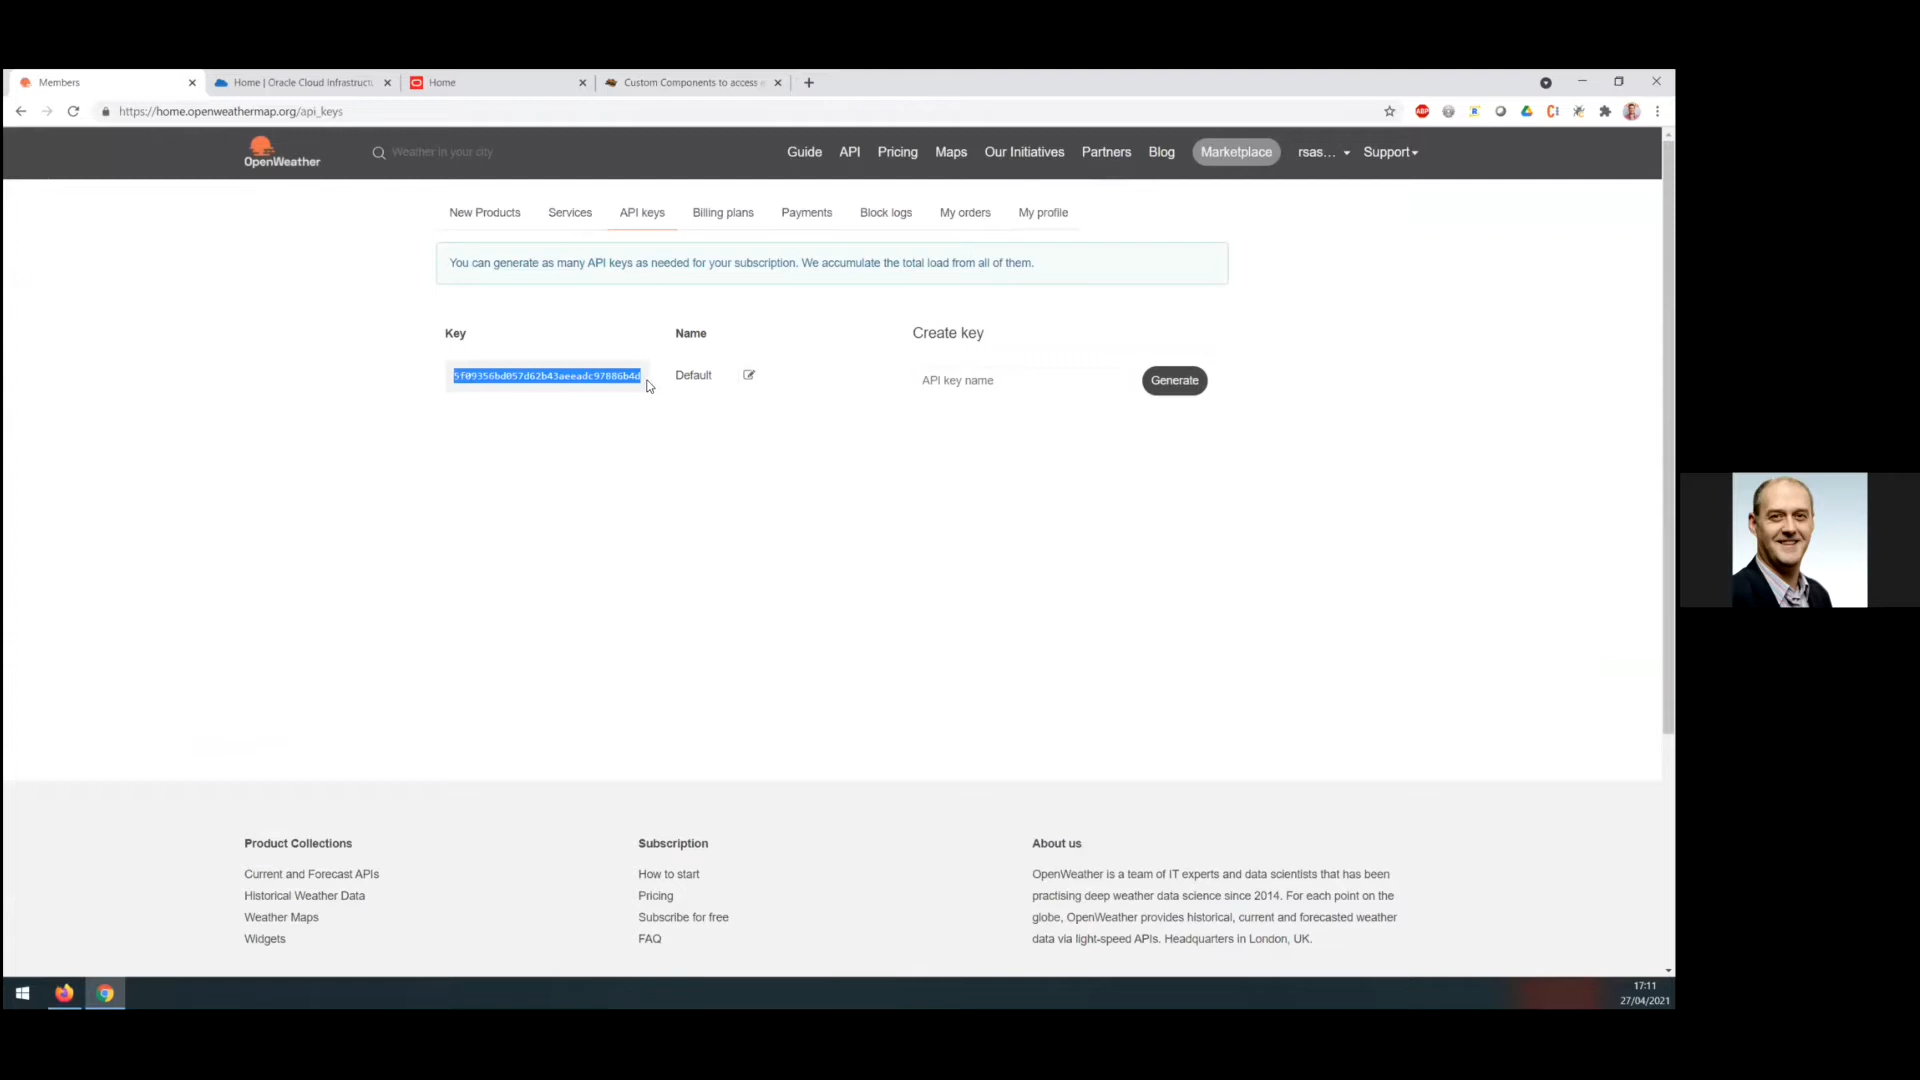 Members
Home | Oracle Cloud Infrastructu
Home
Custom Components to access e
https://home.openweathermap.org/api_keys
OpenWeather
Weather in your city
Guide
API
Pricing
Maps
Our Initiatives
Partners
Blog
Marketplace
rsas...
Support
New Products
Services
API keys
Billing plans
Payments
Block logs
My orders
My profile
You can generate as many API keys as needed for your subscription. We accumulate the total load from all of them.
Key
Name
Create key
5f09356bd057d62b43aeeadc97886b4d
Default
API key name
Generate
Product Collections
Current and Forecast APIs
Historical Weather Data
Weather Maps
Widgets
Subscription
How to start
Pricing
Subscribe for free
FAQ
About us
OpenWeather is a team of IT experts and data scientists that has been
practising deep weather data science since 2014. For each point on the
globe, OpenWeather provides historical, current and forecasted weather
data via light-speed APIs. Headquarters in London, UK.
17:11
27/04/2021